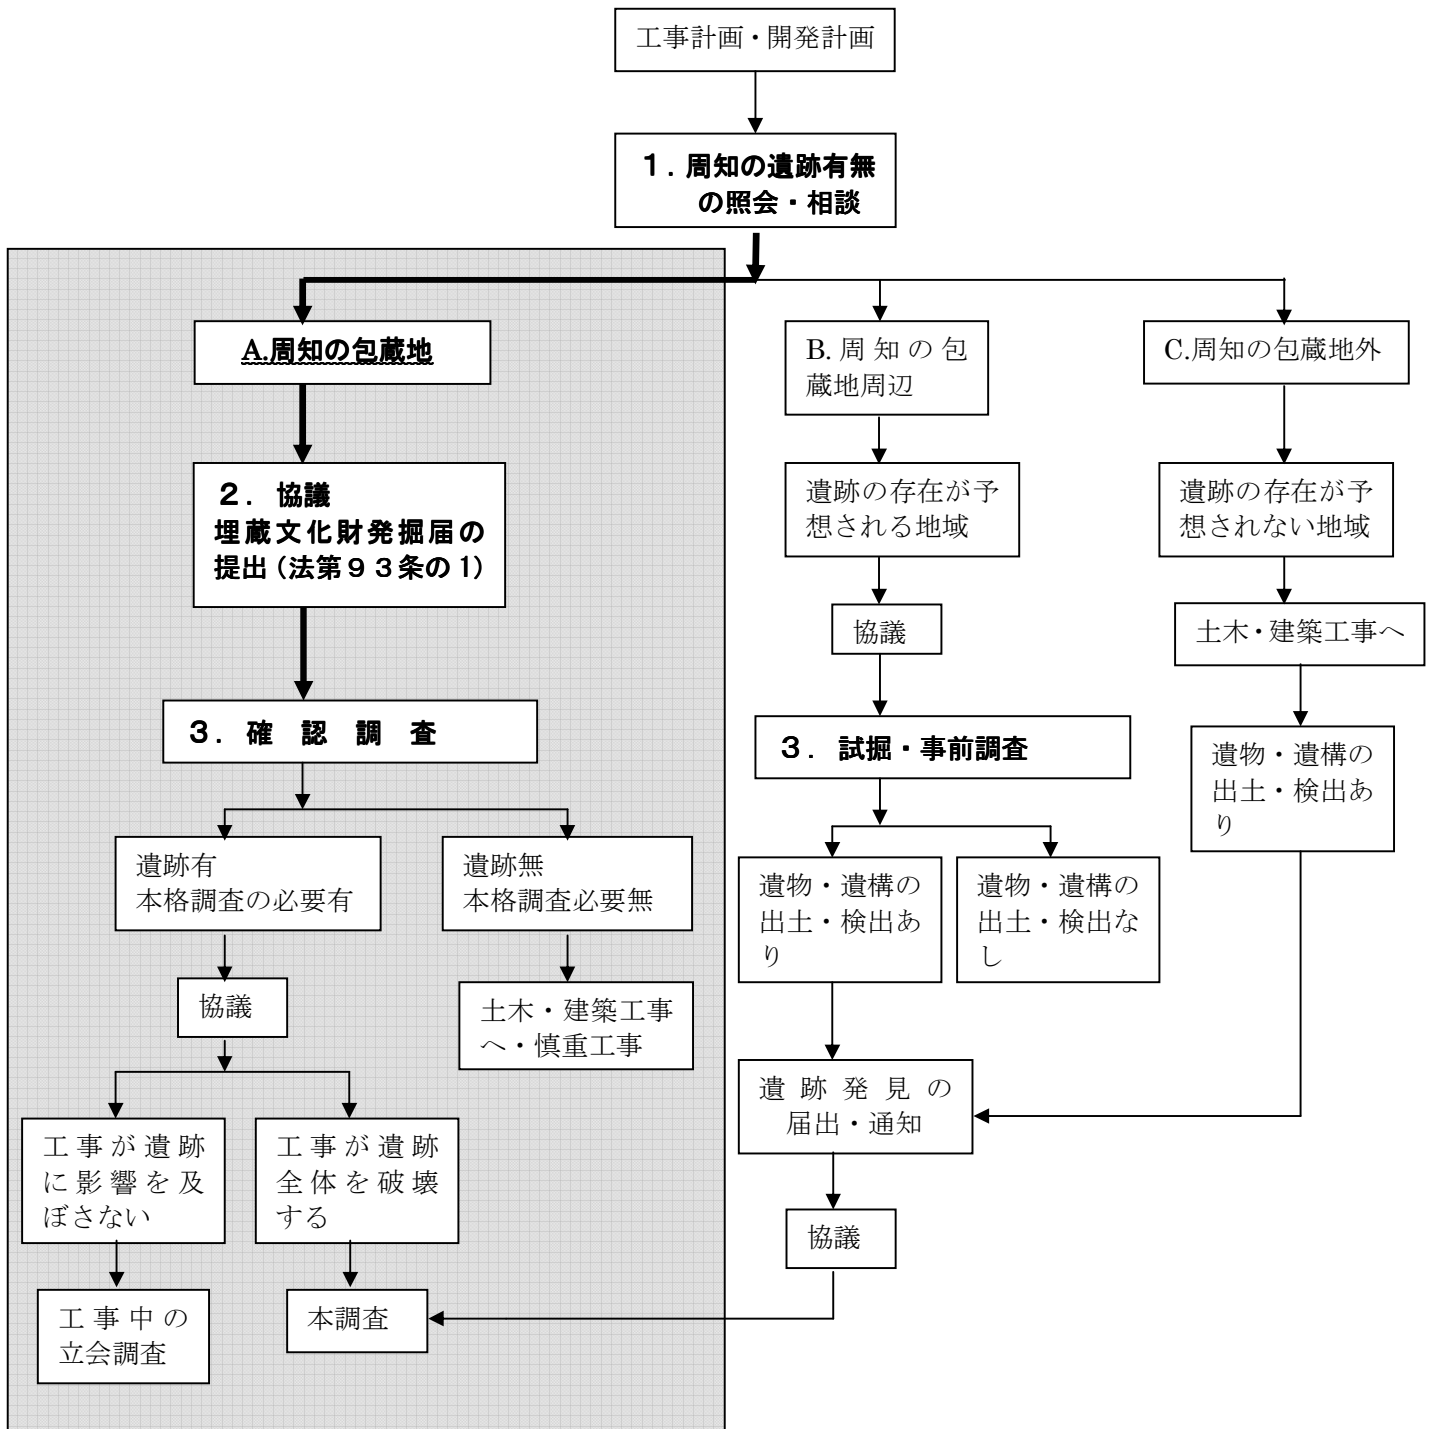 工事計画・開発計画
１．周知の遺跡有無
の照会・相談
A.周知の包蔵地
B.周知の包
蔵地周辺
C.周知の包蔵地外
２．協議
埋蔵文化財発掘届の
提出（法第９３条の１）
遺跡の存在が予
想される地域
遺跡の存在が予
想されない地域
協議
土木・建築工事へ
３．確認調査
３．試掘・事前調査
遺物・遺構の
出土・検出あ
り
遺跡有
本格調査の必要有
遺跡無
本格調査必要無
遺物・遺構の
出土・検出あ
り
遺物・遺構の
出土・検出な
し
協議
土木・建築工事
へ・慎重工事
遺跡発見の
届出・通知
工事が遺跡
に影響を及
ぼさない
工事が遺跡
全体を破壊
する
協議
工事中の
立会調査
本調査